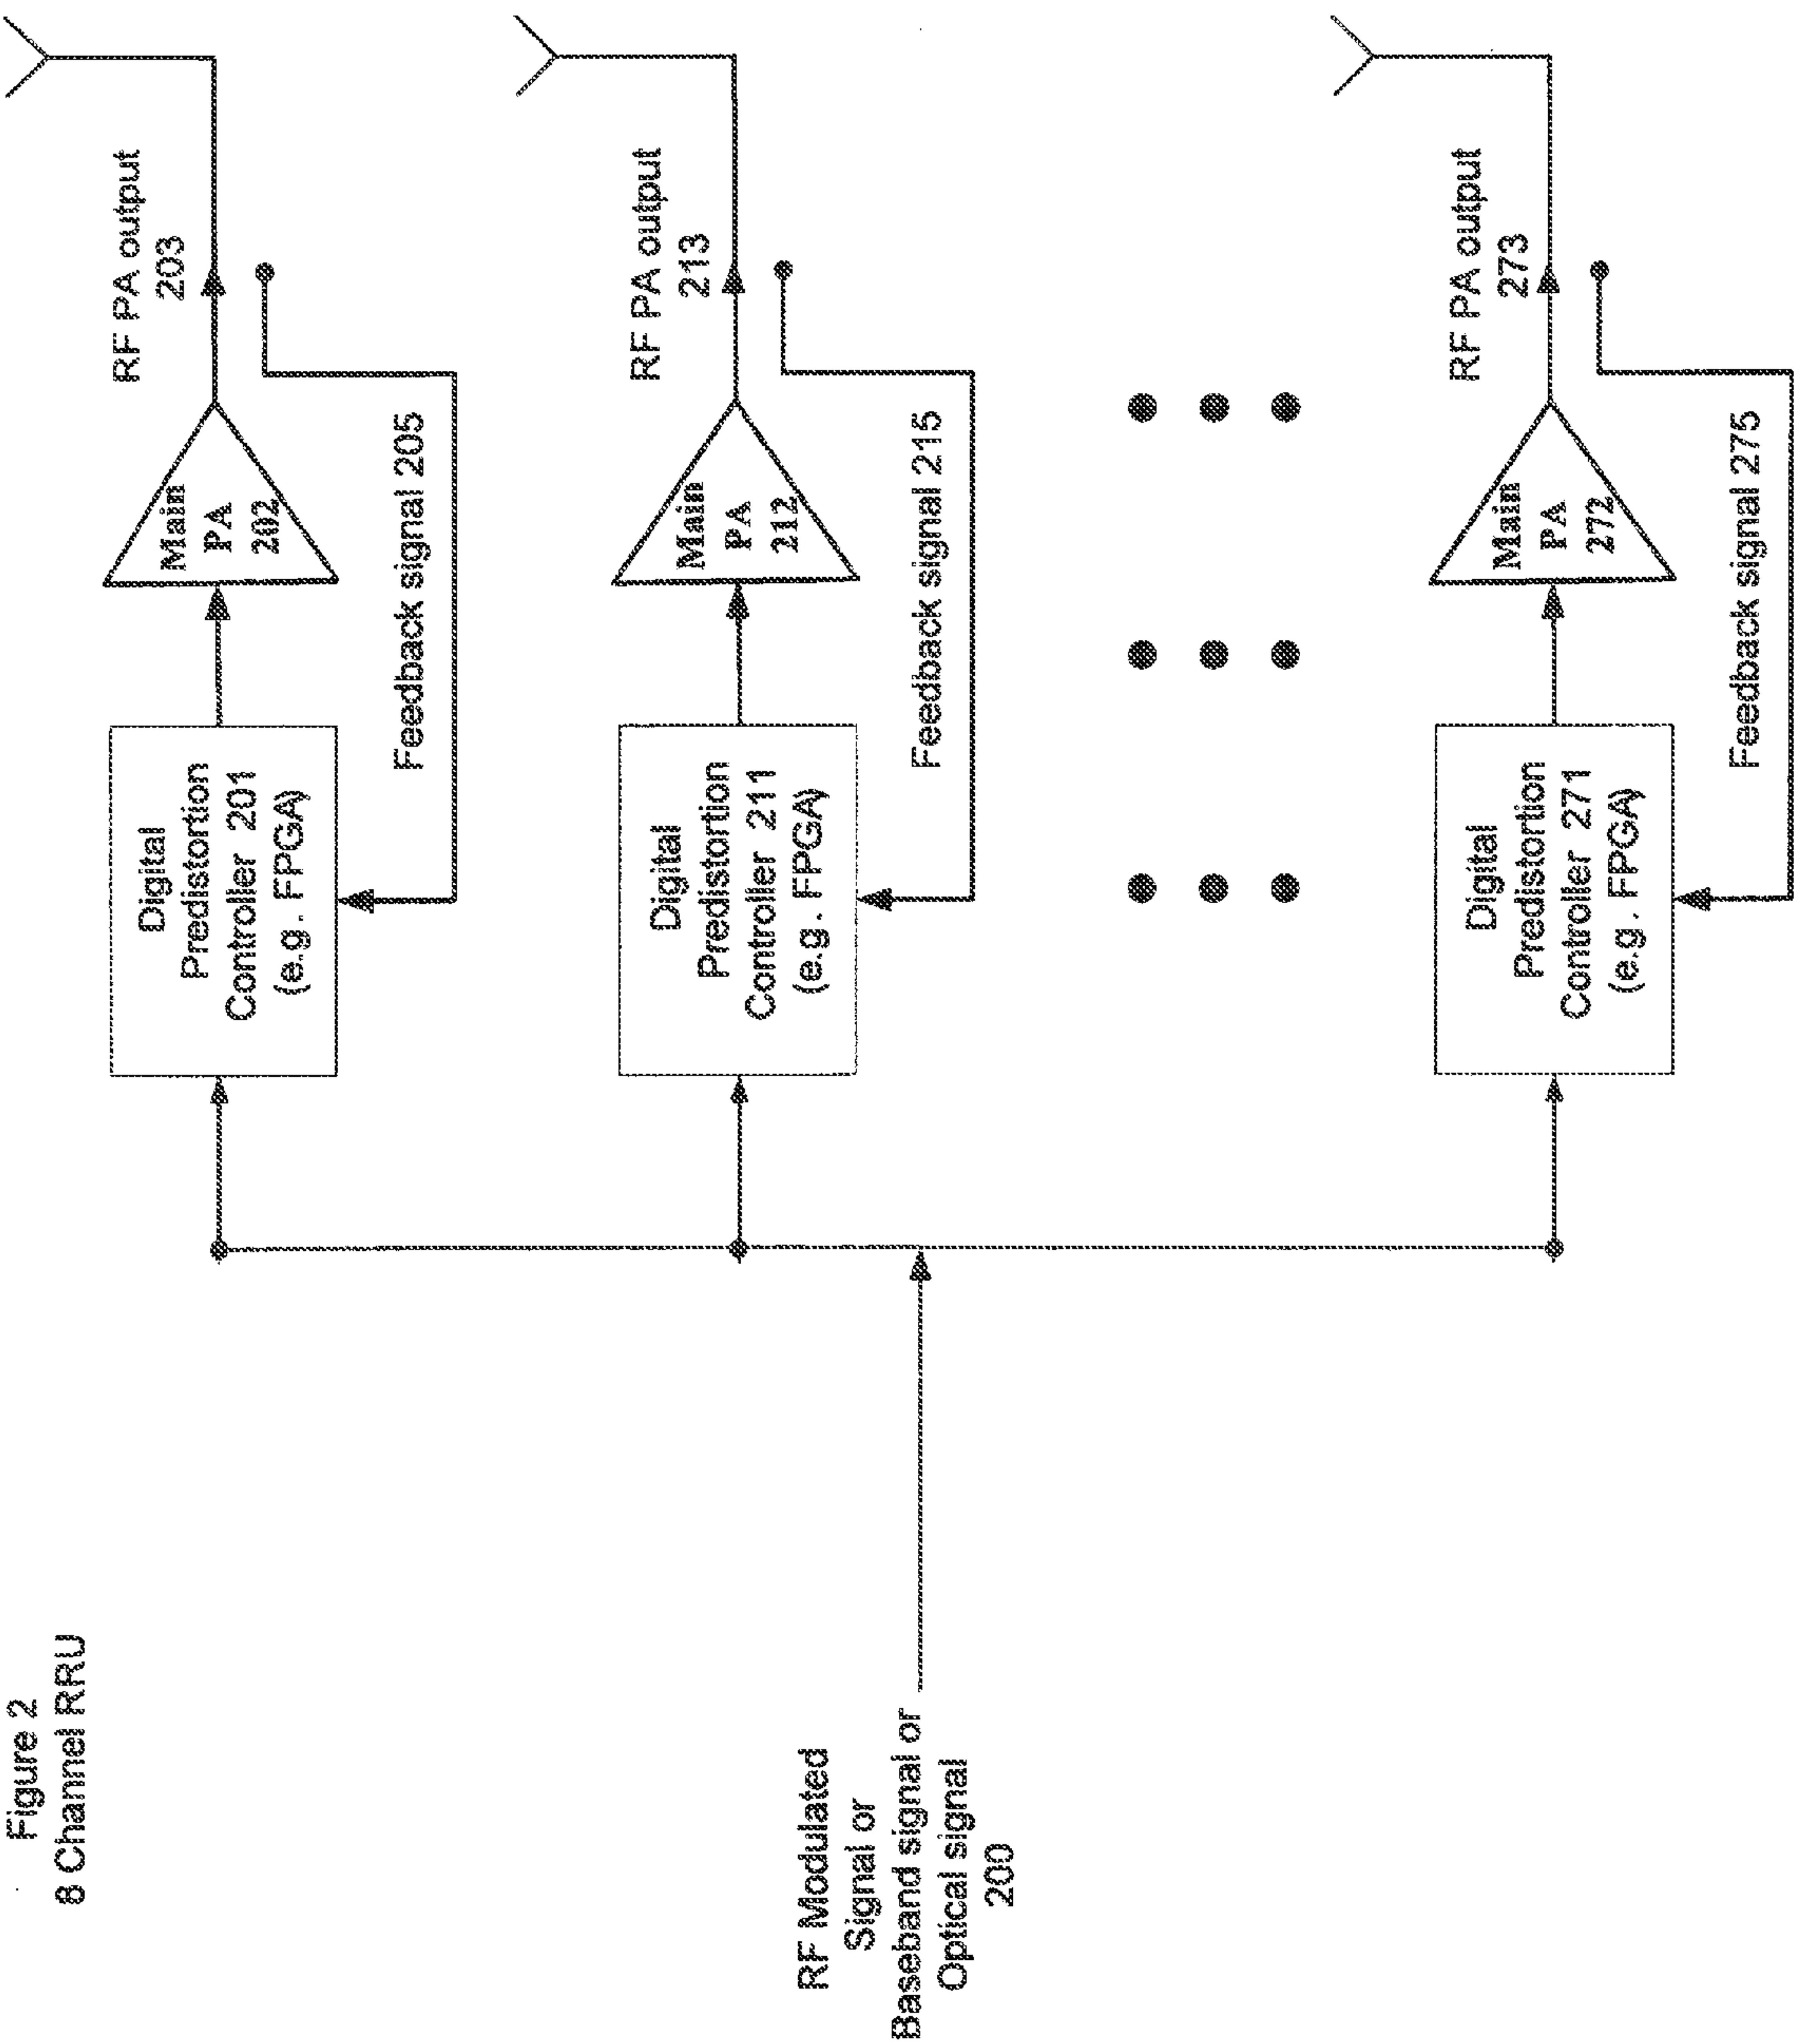 Figure 2
8 Channel RRU
RF Modulated
Signal or
Baseband signal or
Optical signal
200
Digital
Predistortion
Controller 201
(e.g. FPGA)
Main
PA
202
RF PA output
203
Feedback signal 205
Digital
Predistortion
Controller 211
(e.g. FPGA)
Main
PA
212
RF PA output
213
Feedback signal 215
Digital
Predistortion
Controller 271
(e.g. FPGA)
Main
PA
272
RF PA output
273
Feedback signal 275